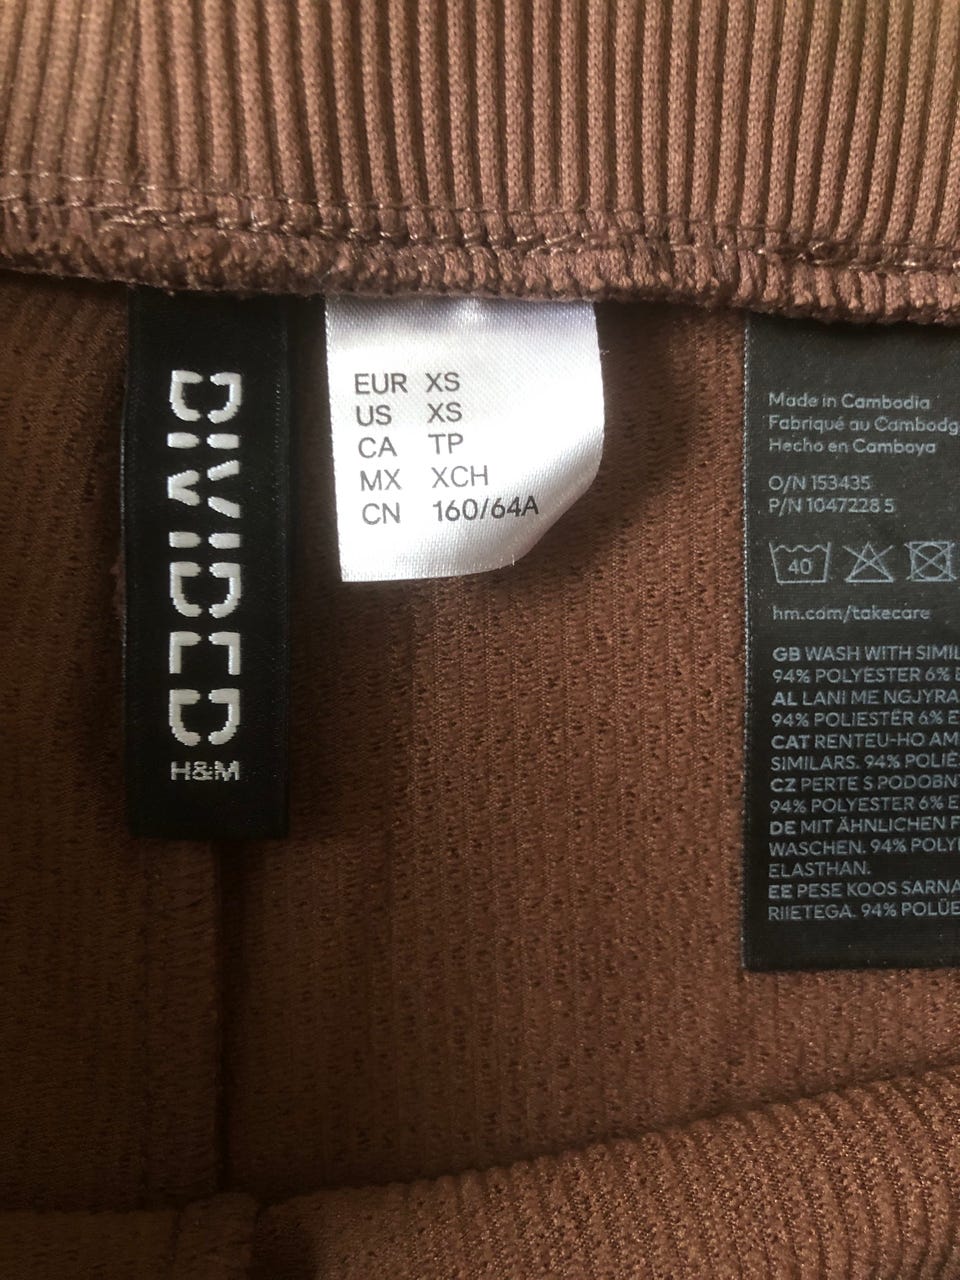 DIVIDED
H&M
EUR XS
US XS
CA TP
MX XCH
CN 160/64A
Made in Cambodia
Fabriqué au Cambodg
Hecho en Camboya
O/N 153435
P/N 1047228 5
40
hm.com/takecare
GB WASH WITH SIMIL
94% POLYESTER 6% E
AL LANI ME NGJYRA
94% POLIESTËR 6% E
CAT RENTEU-HO AM
SIMILARS. 94% POLIÈ
CZ PERTE S PODOBN
94% POLYESTER 6% E
DE MIT ÄHNLICHEN F
WASCHEN. 94% POLY
ELASTHAN.
EE PESE KOOS SARNA
RIIETEGA. 94% POLÜE